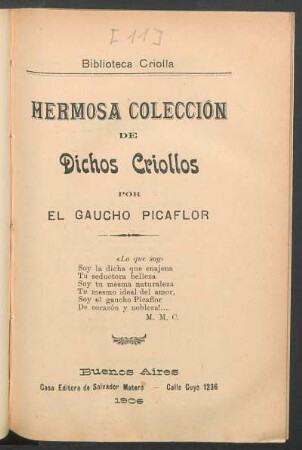 [11]
Biblioteca Criolla
HERMOSA COLECCIÓN
DE
Dichos Criollos
POR
EL GAUCHO PICAFLOR
«Lo que soy»
Soy la dicha que enajena
Tu seductora belleza
Soy tu mesma naturaleza
Tu mesmo ideal del amor,
Soy el gaucho Picaflor
De corazón y nobleza!....
M. M. C.
Buenos Aires
Casa Editora de Salvador Matera – Calle Cuyo 1236
1906